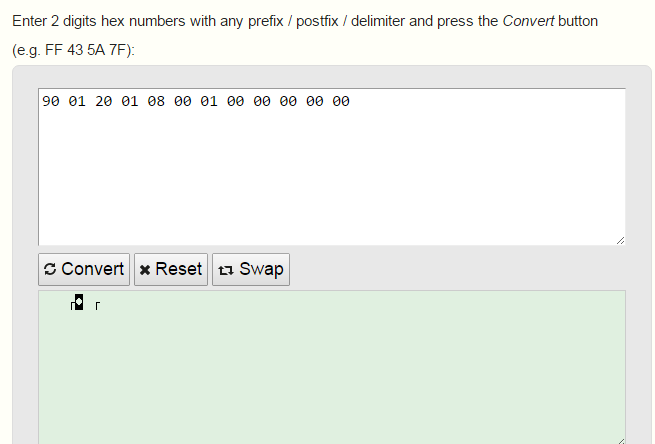 Enter 2 digits hex numbers with any prefix / postfix / delimiter and press the Convert button
(e.g. FF 43 5A 7F):
90 01 20 01 08 00 01 00 00 00 00 00
Convert
Reset
Swap
┌◘ ┌